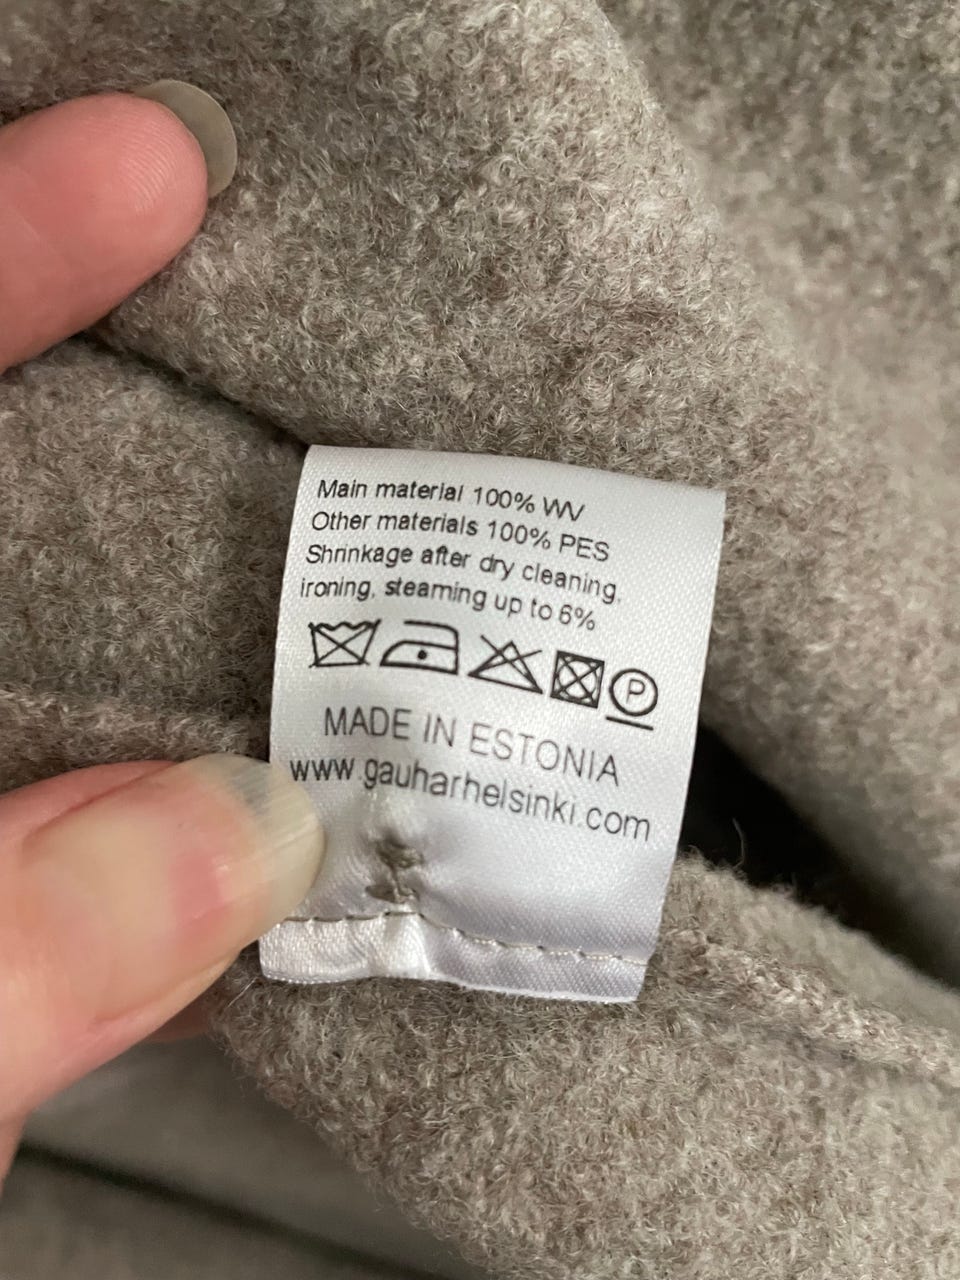 Main material 100% WV
Other materials 100% PES
Shrinkage after dry cleaning,
ironing, steaming up to 6%
P
MADE IN ESTONIA
www.gauharhelsinki.com